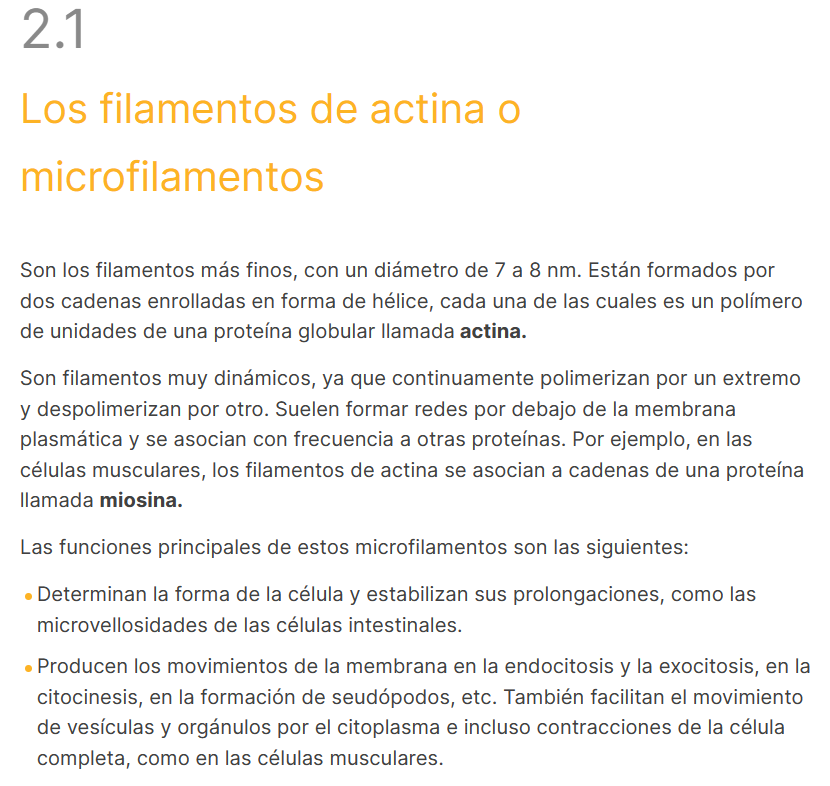 2.1
Los filamentos de actina o
microfilamentos
Son los filamentos más finos, con un diámetro de 7 a 8 nm. Están formados por
dos cadenas enrolladas en forma de hélice, cada una de las cuales es un polímero
de unidades de una proteína globular llamada actina.
Son filamentos muy dinámicos, ya que continuamente polimerizan por un extremo
y despolimerizan por otro. Suelen formar redes por debajo de la membrana
plasmática y se asocian con frecuencia a otras proteínas. Por ejemplo, en las
células musculares, los filamentos de actina se asocian a cadenas de una proteína
llamada miosina.
Las funciones principales de estos microfilamentos son las siguientes:
• Determinan la forma de la célula y estabilizan sus prolongaciones, como las
microvellosidades de las células intestinales.
• Producen los movimientos de la membrana en la endocitosis y la exocitosis, en la
citocinesis, en la formación de seudópodos, etc. También facilitan el movimiento
de vesículas y orgánulos por el citoplasma e incluso contracciones de la célula
completa, como en las células musculares.